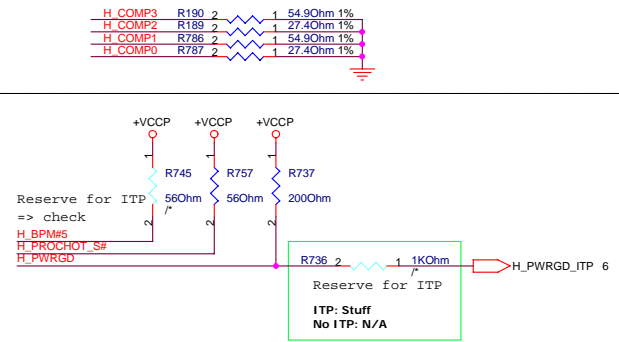 H_COMP3 R190 2 1 54.9Ohm 1%
H_COMP2 R189 2 1 27.4Ohm 1%
H_COMP1 R786 2 1 54.9Ohm 1%
H_COMP0 R787 2 1 27.4Ohm 1%
+VCCP +VCCP +VCCP
1 1 1
R745 R757 R737
Reserve for ITP 56Ohm 56Ohm 200Ohm
/*
=> check
2 2 2
H_BPM#5
H_PROCHOT_S#
H_PWRGD
R736 2 1 1KOhm H_PWRGD_ITP 6
/*
Reserve for ITP
ITP: Stuff
No ITP: N/A